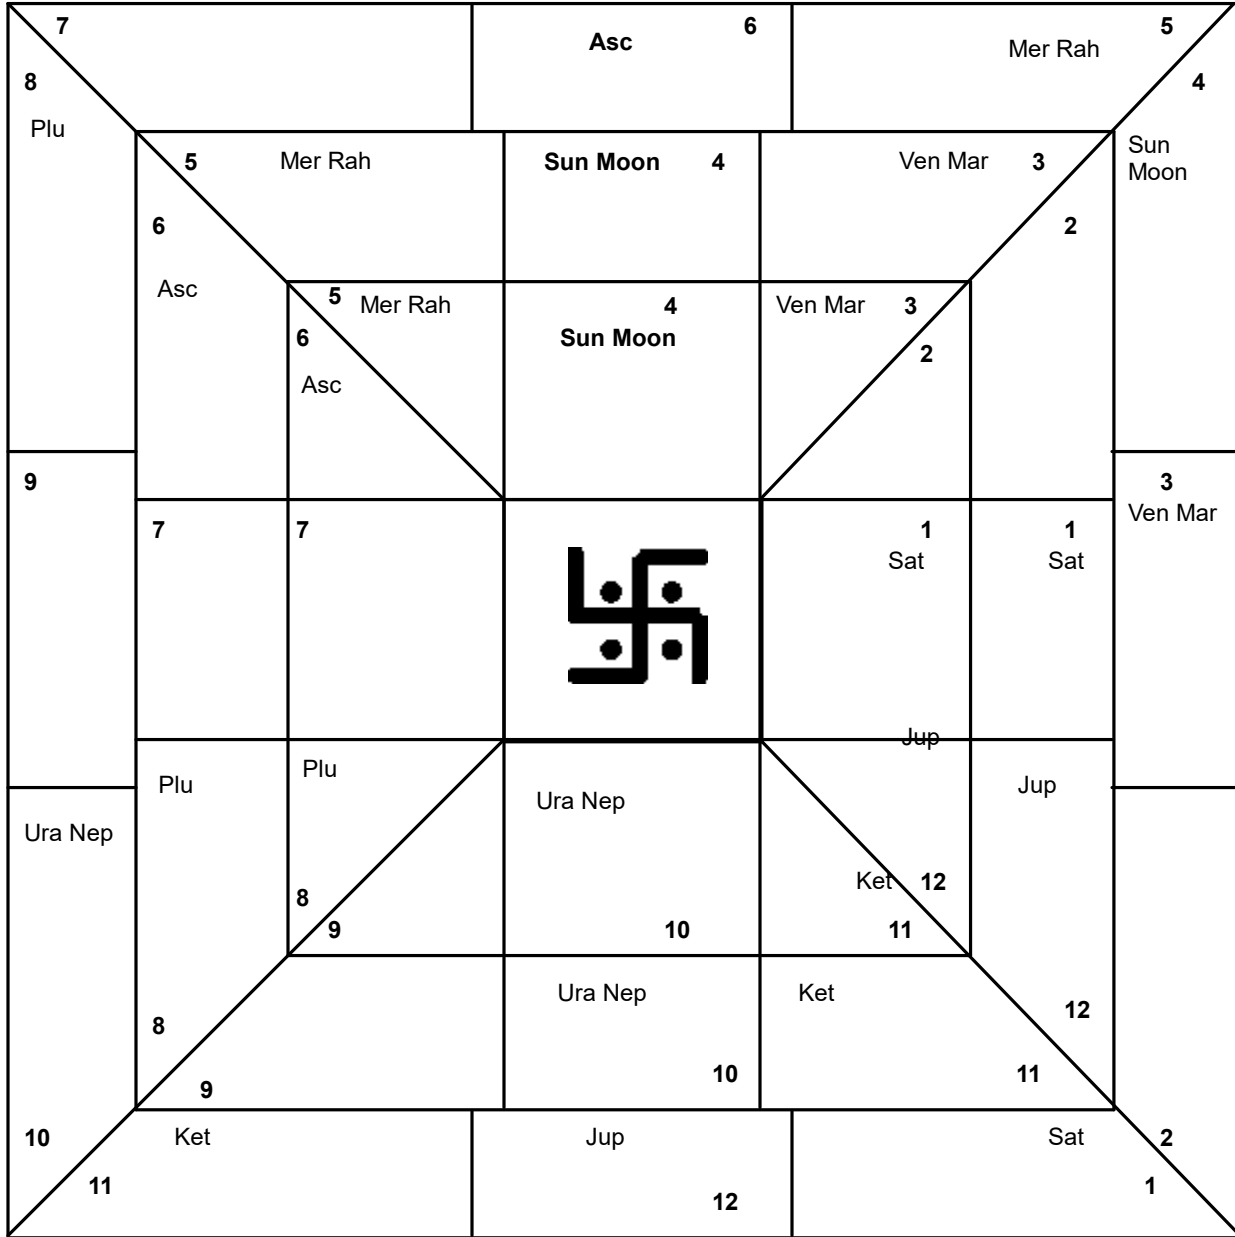 7
Asc 6
Mer Rah 5
8
4
Plu
Sun
Moon
5 Mer Rah
Sun Moon 4
Ven Mar 3
6
2
Asc
5 Mer Rah
4
Sun Moon
Ven Mar 3
6
2
Asc
9
3
Ven Mar
7
7
1
Sat
1
Sat
Jup
Plu
Plu
Ura Nep
Jup
Ura Nep
Ket 12
8
9
10
11
Ura Nep
Ket
12
8
9
10
11
10
Ket
Jup
Sat
2
11
12
1